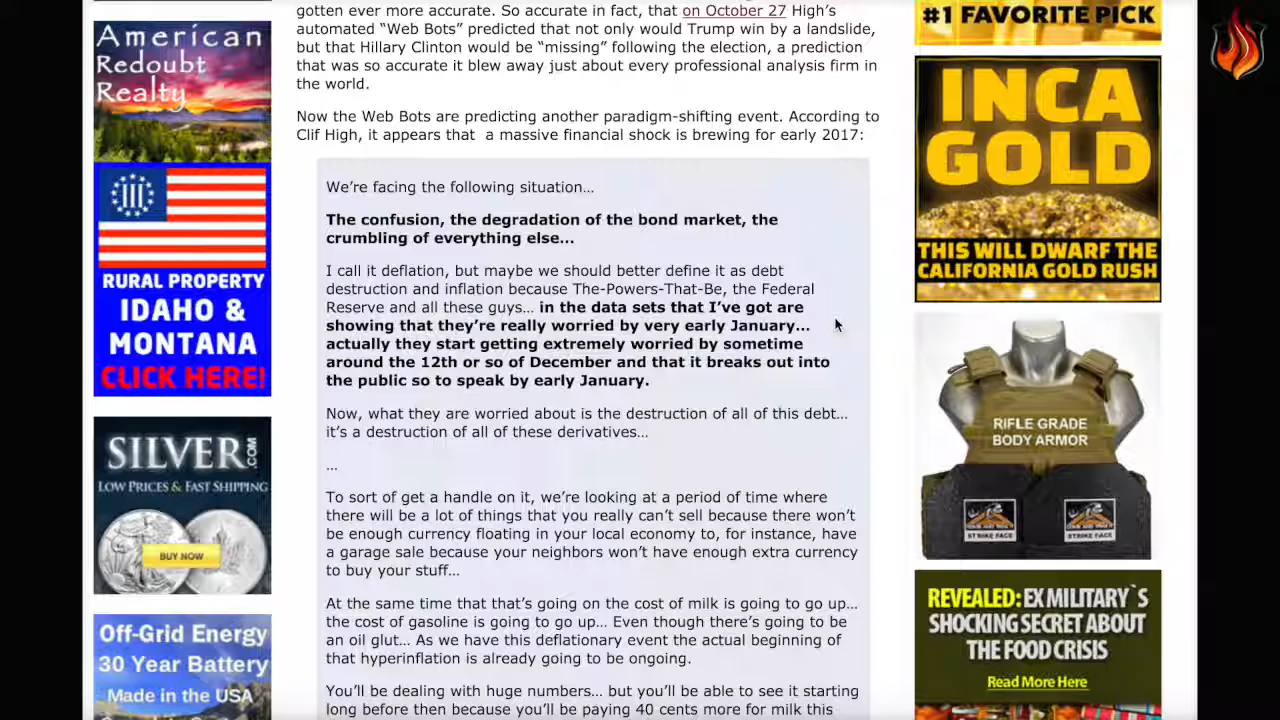 American
Redoubt
Realty
RURAL PROPERTY
IDAHO &
MONTANA
CLICK HERE!
SILVER.COM
LOW PRICES & FAST SHIPPING
BUY NOW
Off-Grid Energy
30 Year Battery
Made in the USA
gotten ever more accurate. So accurate in fact, that on October 27 High’s
automated “Web Bots” predicted that not only would Trump win by a landslide,
but that Hillary Clinton would be “missing” following the election, a prediction
that was so accurate it blew away just about every professional analysis firm in
the world.
Now the Web Bots are predicting another paradigm-shifting event. According to
Clif High, it appears that  a massive financial shock is brewing for early 2017:
We’re facing the following situation…
The confusion, the degradation of the bond market, the
crumbling of everything else…
I call it deflation, but maybe we should better define it as debt
destruction and inflation because The-Powers-That-Be, the Federal
Reserve and all these guys… in the data sets that I’ve got are
showing that they’re really worried by very early January…
actually they start getting extremely worried by sometime
around the 12th or so of December and that it breaks out into
the public so to speak by early January.
Now, what they are worried about is the destruction of all of this debt…
it’s a destruction of all of these derivatives…
…
To sort of get a handle on it, we’re looking at a period of time where
there will be a lot of things that you really can’t sell because there won’t
be enough currency floating in your local economy to, for instance, have
a garage sale because your neighbors won’t have enough extra currency
to buy your stuff…
At the same time that that’s going on the cost of milk is going to go up…
the cost of gasoline is going to go up… Even though there’s going to be
an oil glut… As we have this deflationary event the actual beginning of
that hyperinflation is already going to be ongoing.
You’ll be dealing with huge numbers… but you’ll be able to see it starting
long before then because you’ll be paying 40 cents more for milk this
#1 FAVORITE PICK
INCA
GOLD
THIS WILL DWARF THE
CALIFORNIA GOLD RUSH
RIFLE GRADE
BODY ARMOR
STRIKE FACE
STRIKE FACE
REVEALED: EX MILITARY`S
SHOCKING SECRET ABOUT
THE FOOD CRISIS
Read More Here